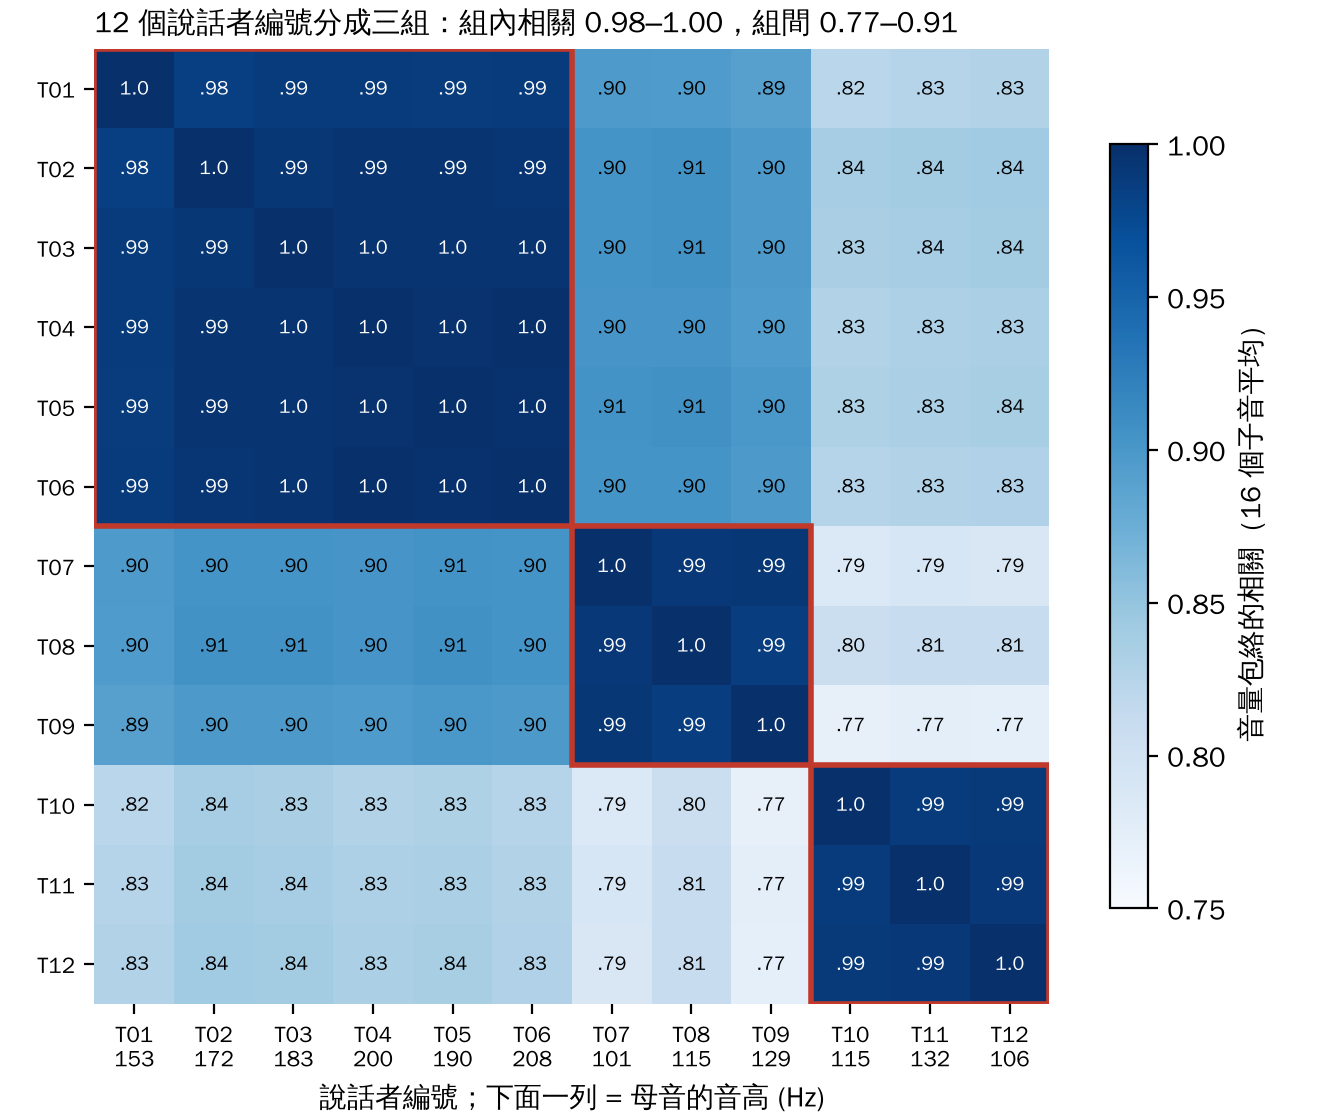 12 個說話者編號分成三組：組內相關 0.98–1.00，組間 0.77–0.91
T01 1.0 .98 .99 .99 .99 .99 .90 .90 .89 .82 .83 .83
T02 .98 1.0 .99 .99 .99 .99 .90 .91 .90 .84 .84 .84
T03 .99 .99 1.0 1.0 1.0 1.0 .90 .91 .90 .83 .84 .84
T04 .99 .99 1.0 1.0 1.0 1.0 .90 .90 .90 .83 .83 .83
T05 .99 .99 1.0 1.0 1.0 1.0 .91 .91 .90 .83 .83 .84
T06 .99 .99 1.0 1.0 1.0 1.0 .90 .90 .90 .83 .83 .83
T07 .90 .90 .90 .90 .91 .90 1.0 .99 .99 .79 .79 .79
T08 .90 .91 .91 .90 .91 .90 .99 1.0 .99 .80 .81 .81
T09 .89 .90 .90 .90 .90 .90 .99 .99 1.0 .77 .77 .77
T10 .82 .84 .83 .83 .83 .83 .79 .80 .77 1.0 .99 .99
T11 .83 .84 .84 .83 .83 .83 .79 .81 .77 .99 1.0 .99
T12 .83 .84 .84 .83 .84 .83 .79 .81 .77 .99 .99 1.0
T01 T02 T03 T04 T05 T06 T07 T08 T09 T10 T11 T12
153 172 183 200 190 208 101 115 129 115 132 106
說話者編號；下面一列 = 母音的音高 (Hz)
1.00
0.95
0.90
0.85
0.80
0.75
音量包絡的相關（16 個子音平均）